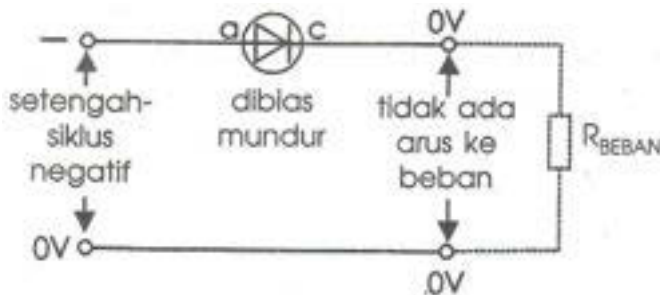 0V
−
a
c
setengah-
siklus
negatif
dibias
mundur
tidak ada
arus ke
beban
R_BEBAN
0V
.0V